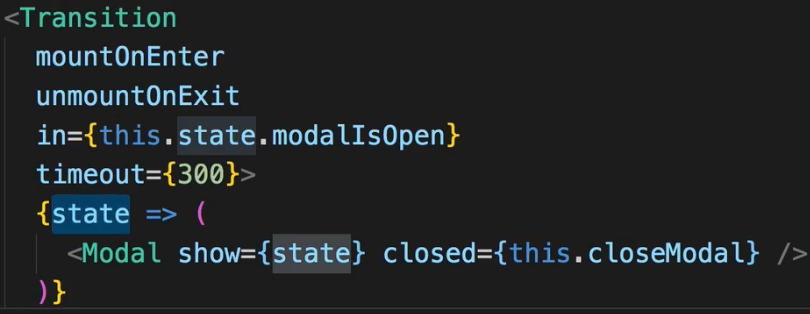 <Transition
mountOnEnter
unmountOnExit
in={this.state.modalIsOpen}
timeout={300}>
{state => (
<Modal show={state} closed={this.closeModal} />
)}